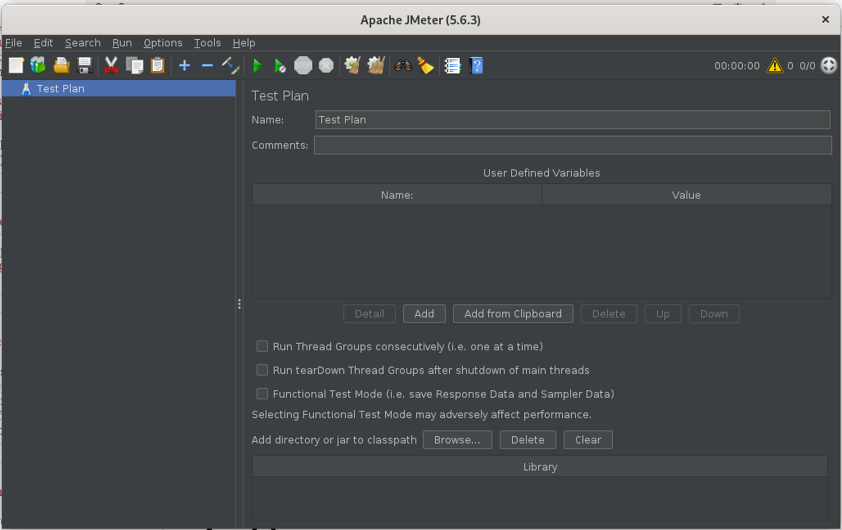 Apache JMeter (5.6.3)
File Edit Search Run Options Tools Help
00:00:00 0 0/0
Test Plan
Test Plan
Name: Test Plan
Comments:
User Defined Variables
Name: Value
Detail Add Add from Clipboard Delete Up Down
Run Thread Groups consecutively (i.e. one at a time)
Run tearDown Thread Groups after shutdown of main threads
Functional Test Mode (i.e. save Response Data and Sampler Data)
Selecting Functional Test Mode may adversely affect performance.
Add directory or jar to classpath Browse... Delete Clear
Library